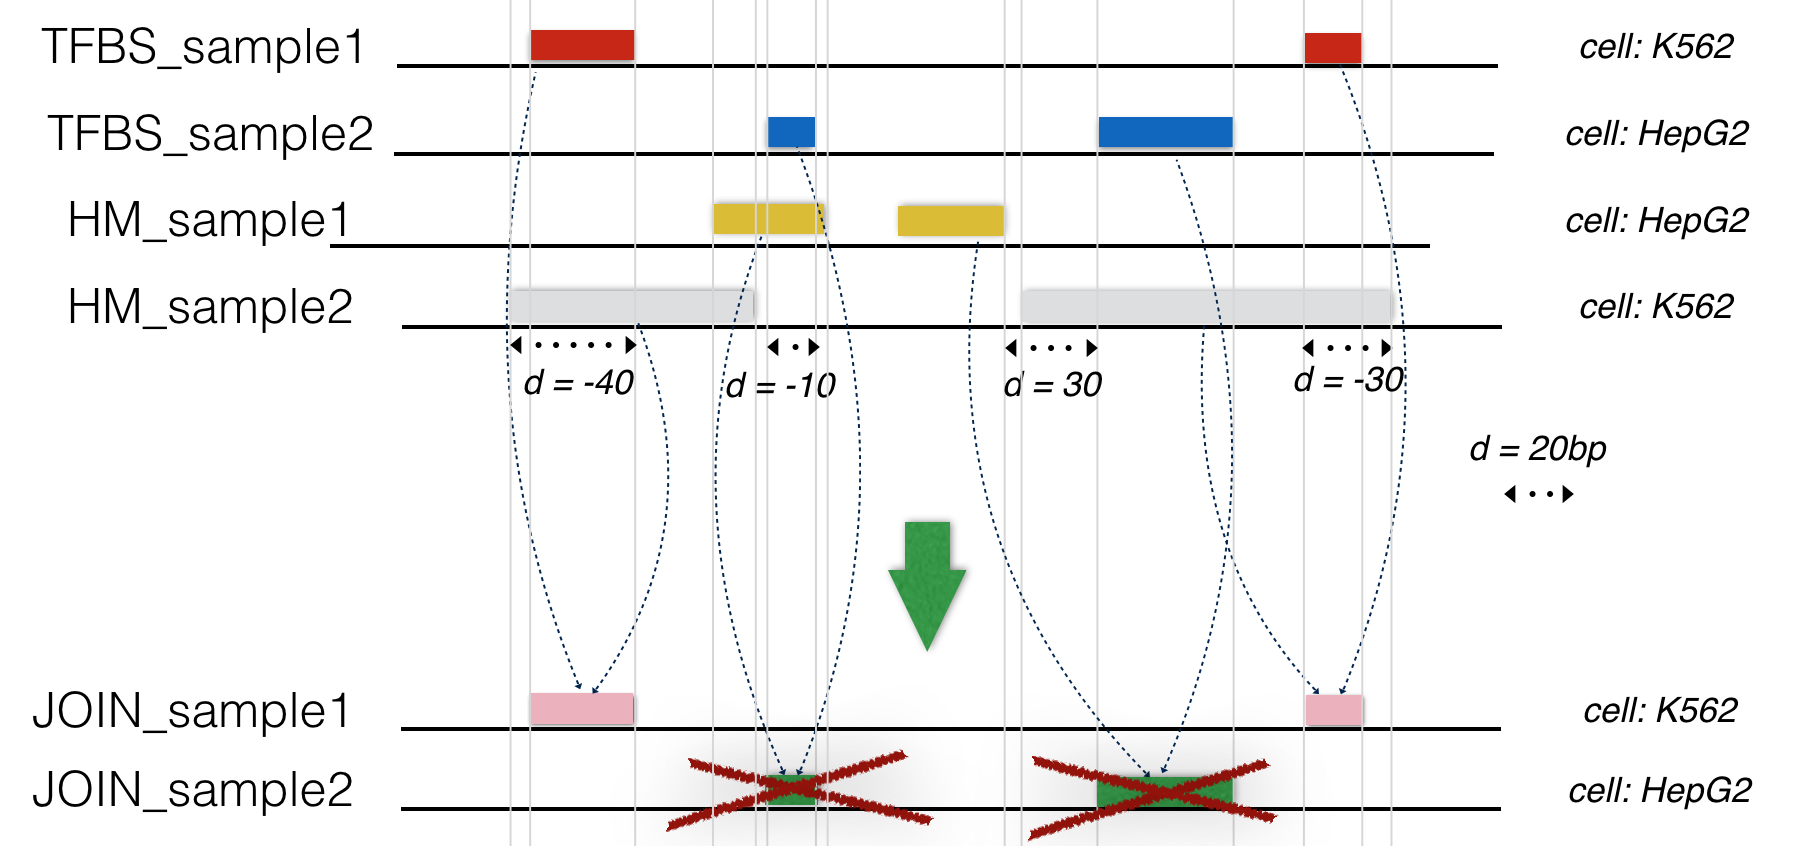 TFBS_sample1 cell: K562
TFBS_sample2 cell: HepG2
HM_sample1 cell: HepG2
HM_sample2 cell: K562
d = -40 d = -10 d = 30 d = -30
d = 20bp
JOIN_sample1 cell: K562
JOIN_sample2 cell: HepG2